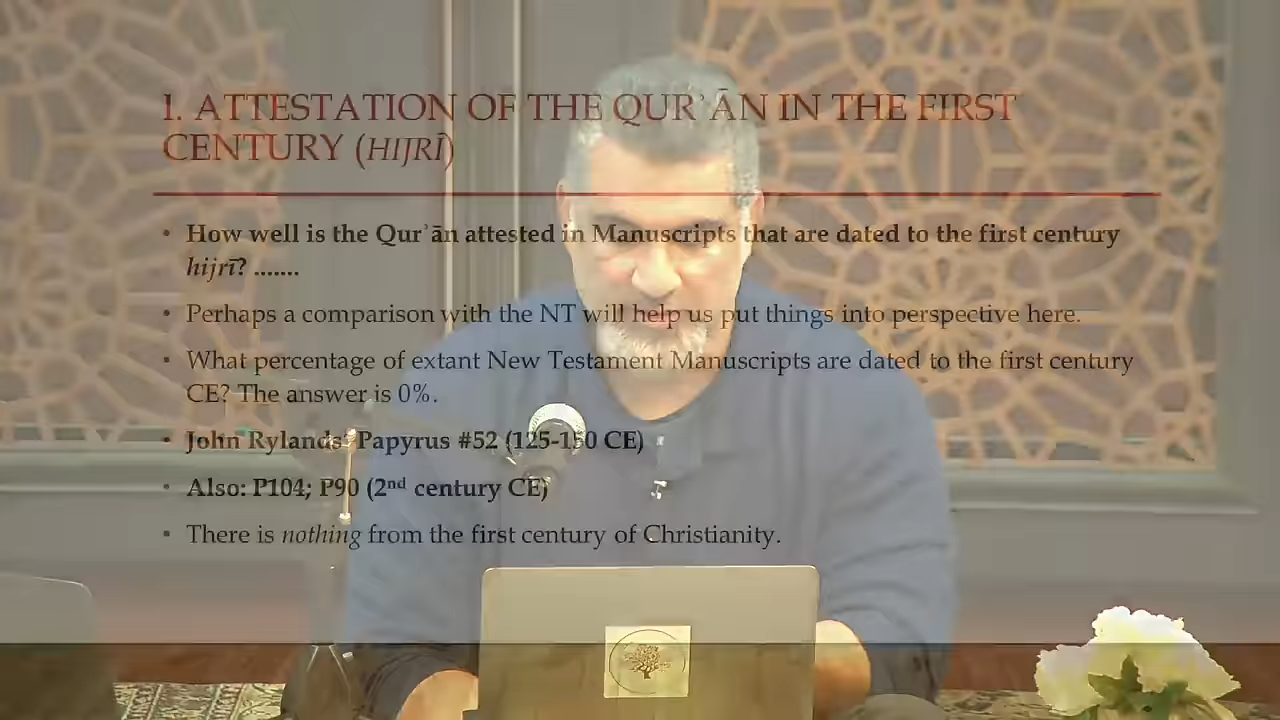 I. ATTESTATION OF THE QURʾĀN IN THE FIRST
CENTURY (HIJRĪ)
• How well is the Qurʾān attested in Manuscripts that are dated to the first century
hijrī? .......
• Perhaps a comparison with the NT will help us put things into perspective here.
• What percentage of extant New Testament Manuscripts are dated to the first century
CE? The answer is 0%.
• John Rylands' Papyrus #52 (125-150 CE)
• Also: P104; P90 (2nd century CE)
• There is nothing from the first century of Christianity.